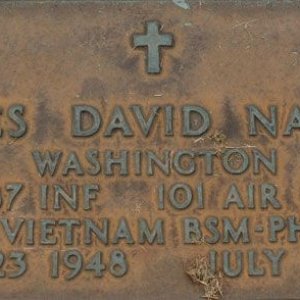 ES DAVID NA
WASHINGTON
7 INF 101 AIR
VIETNAM BSM-PH
23 1948 JULY